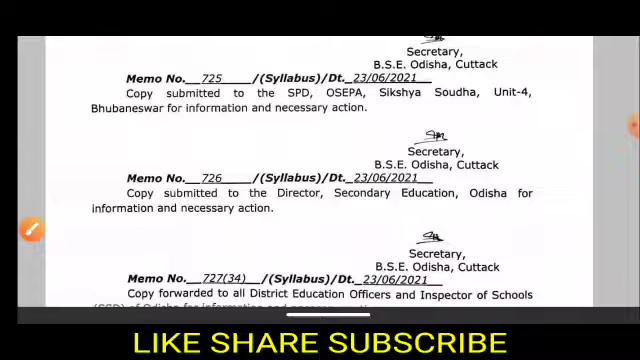 Secretary,
B.S.E. Odisha, Cuttack
Memo No. 725 /(Syllabus)/Dt. 23/06/2021
Copy submitted to the SPD, OSEPA, Sikshya Soudha, Unit-4,
Bhubaneswar for information and necessary action.
Secretary,
B.S.E. Odisha, Cuttack
Memo No. 726 /(Syllabus)/Dt. 23/06/2021
Copy submitted to the Director, Secondary Education, Odisha for
information and necessary action.
Secretary,
B.S.E. Odisha, Cuttack
Memo No. 727(34) /(Syllabus)/Dt. 23/06/2021
Copy forwarded to all District Education Officers and Inspector of Schools
LIKE SHARE SUBSCRIBE